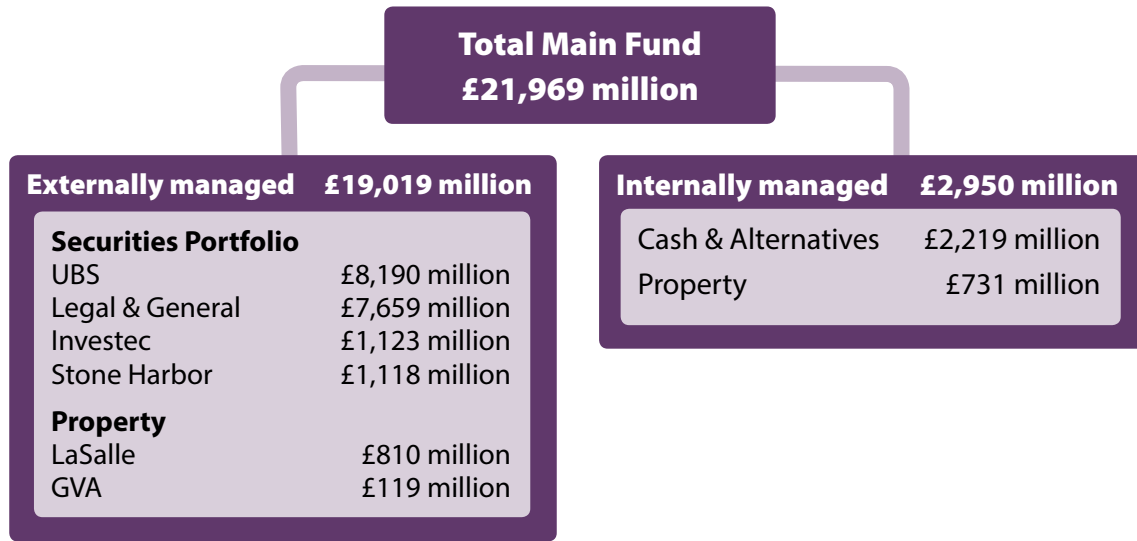 Total Main Fund
£21,969 million
Externally managed £19,019 million
Securities Portfolio
UBS £8,190 million
Legal & General £7,659 million
Investec £1,123 million
Stone Harbor £1,118 million
Property
LaSalle £810 million
GVA £119 million
Internally managed £2,950 million
Cash & Alternatives £2,219 million
Property £731 million